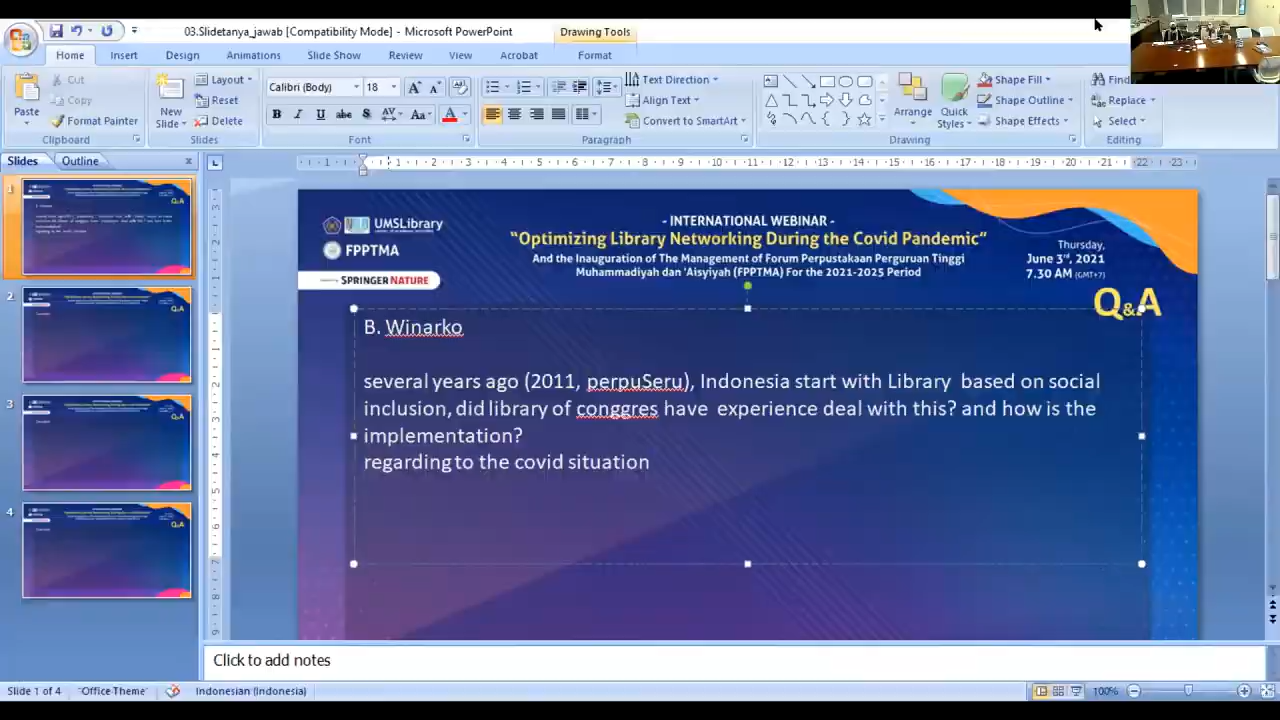 03.Slidetanya_jawab [Compatibility Mode] - Microsoft PowerPoint
Drawing Tools
Home Insert Design Animations Slide Show Review View Acrobat Format
Paste
Cut
Copy
Format Painter
Clipboard
New Slide
Layout
Reset
Delete
Slides
Calibri (Body) 18
B I U abe S AV Aa A
Font
Text Direction
Align Text
Convert to SmartArt
Paragraph
Arrange
Quick Styles
Shape Fill
Shape Outline
Shape Effects
Drawing
Find
Replace
Select
Editing
Slides Outline
1
2
3
4
UMSLibrary
FPPTMA
SPRINGER NATURE
- INTERNATIONAL WEBINAR -
"Optimizing Library Networking During the Covid Pandemic"
And the Inauguration of The Management of Forum Perpustakaan Perguruan Tinggi
Muhammadiyah dan 'Aisyiyah (FPPTMA) For the 2021-2025 Period
Thursday,
June 3rd, 2021
7.30 AM (GMT+7)
Q&A
B. Winarko
several years ago (2011, perpuSeru), Indonesia start with Library based on social
inclusion, did library of conggres have experience deal with this? and how is the
implementation?
regarding to the covid situation
Click to add notes
Slide 1 of 4 "Office Theme" Indonesian (Indonesia) 100%